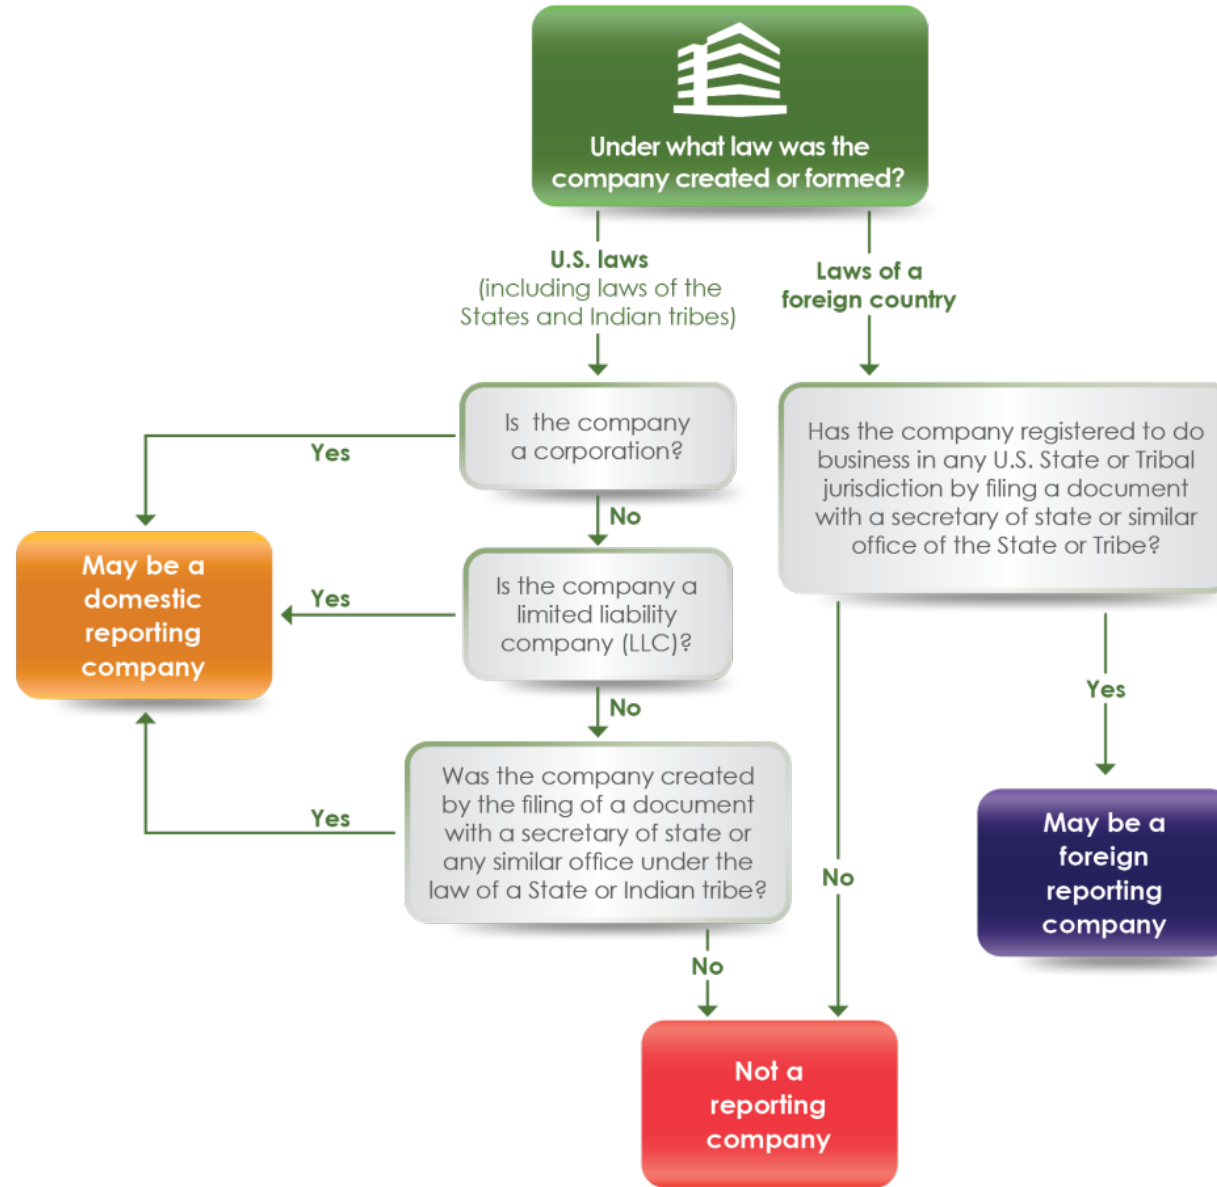 Under what law was the
company created or formed?
U.S. laws
(including laws of the
States and Indian tribes)
Laws of a
foreign country
Is the company
a corporation?
Yes
No
Has the company registered to do
business in any U.S. State or Tribal
jurisdiction by filing a document
with a secretary of state or similar
office of the State or Tribe?
May be a
domestic
reporting
company
Yes
Is the company a
limited liability
company (LLC)?
No
Yes
Was the company created
by the filing of a document
with a secretary of state or
any similar office under the
law of a State or Indian tribe?
Yes
No
May be a
foreign
reporting
company
No
Not a
reporting
company